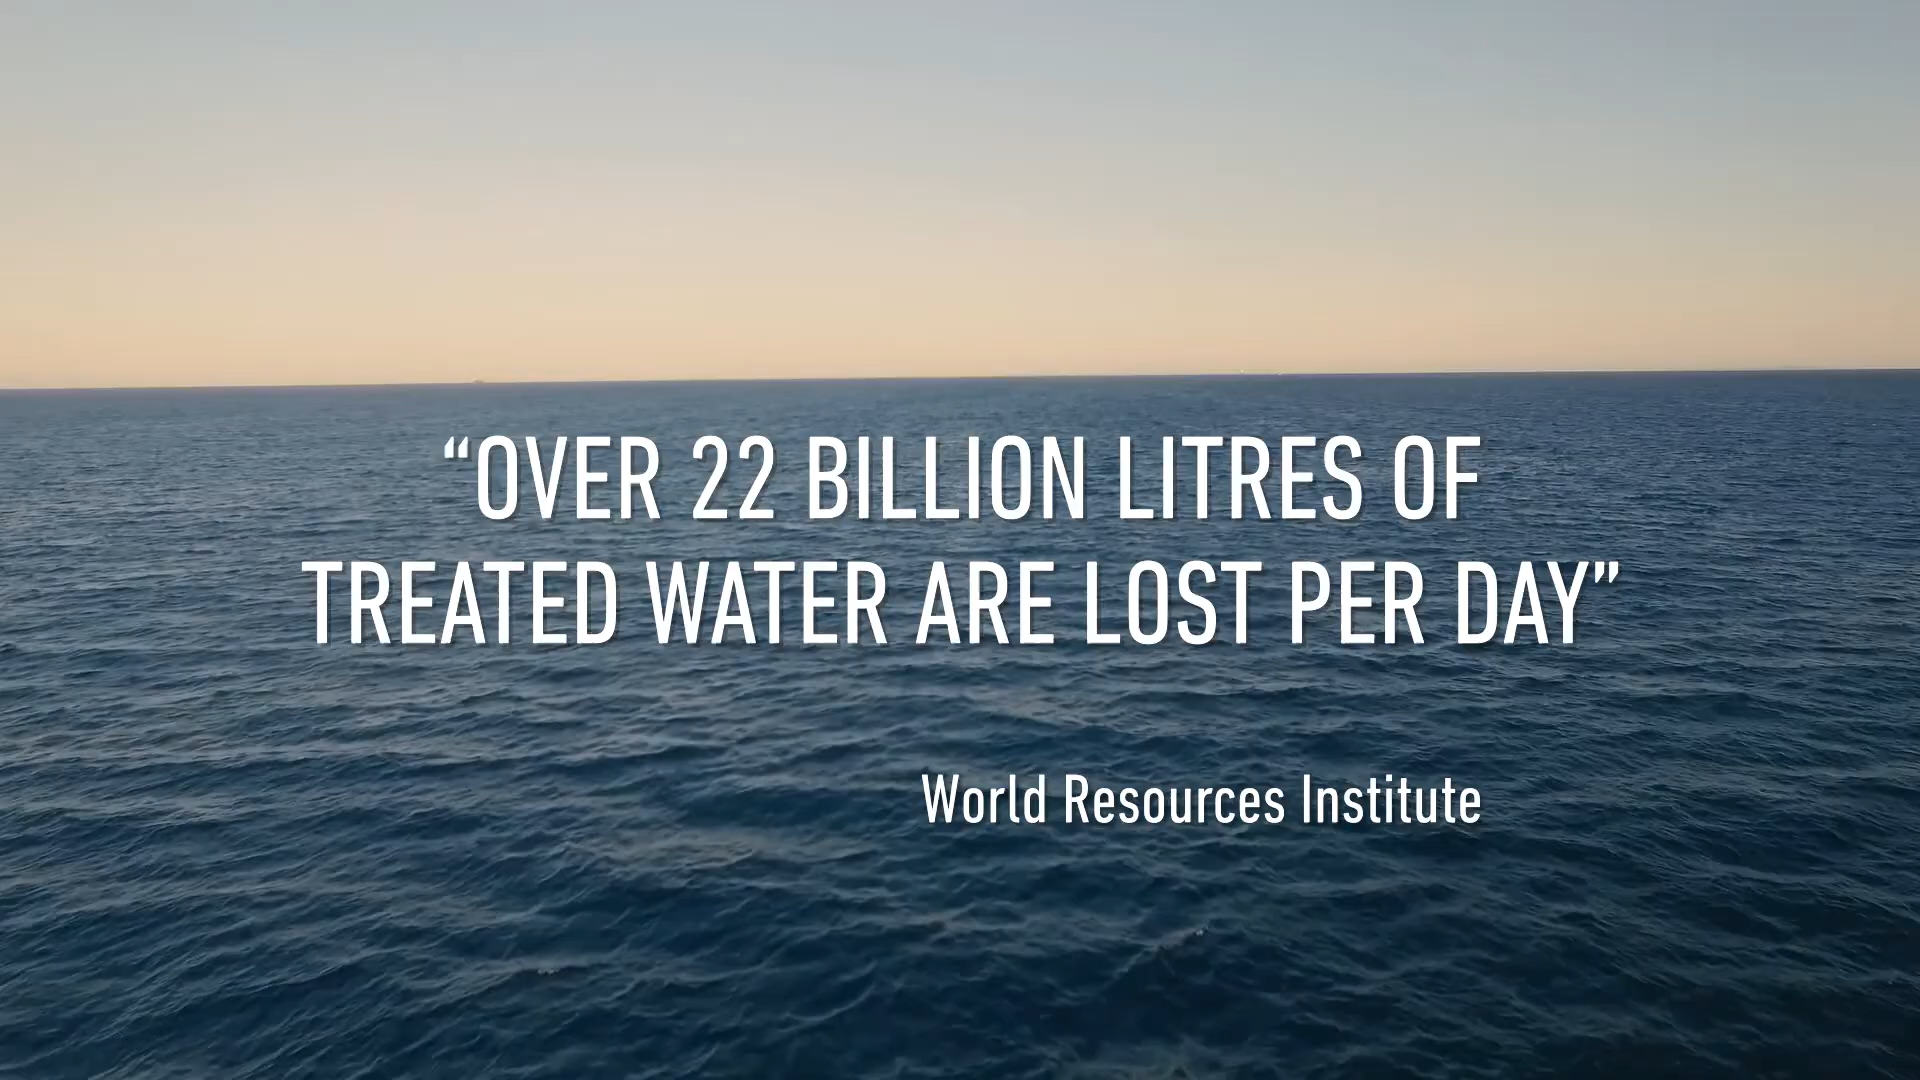 “OVER 22 BILLION LITRES OF
TREATED WATER ARE LOST PER DAY”
World Resources Institute